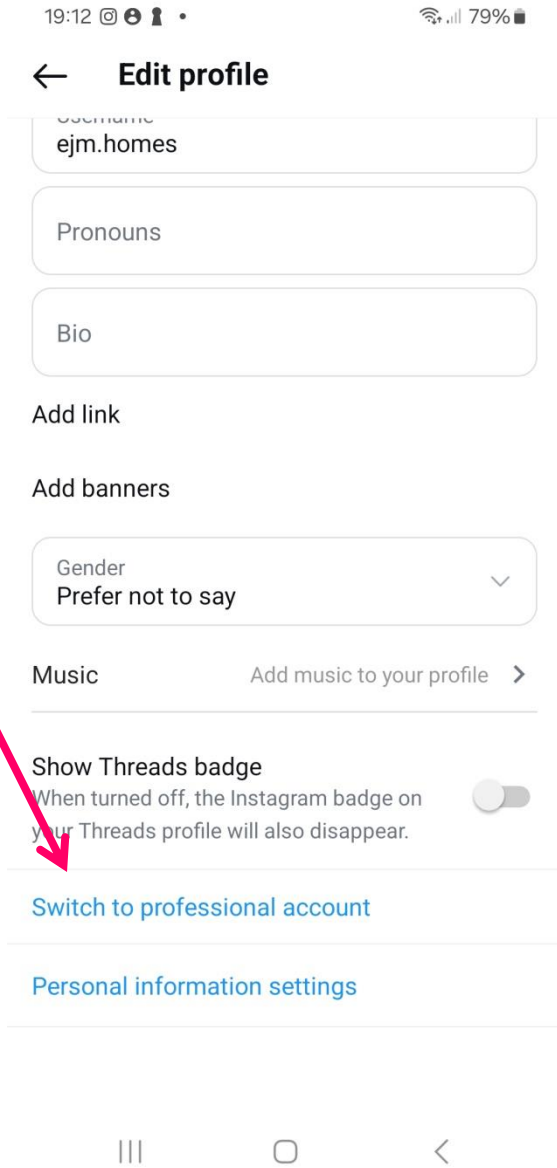 19:12 79%
Edit profile
Username
ejm.homes
Pronouns
Bio
Add link
Add banners
Gender
Prefer not to say
Music Add music to your profile
Show Threads badge
When turned off, the Instagram badge on
your Threads profile will also disappear.
Switch to professional account
Personal information settings